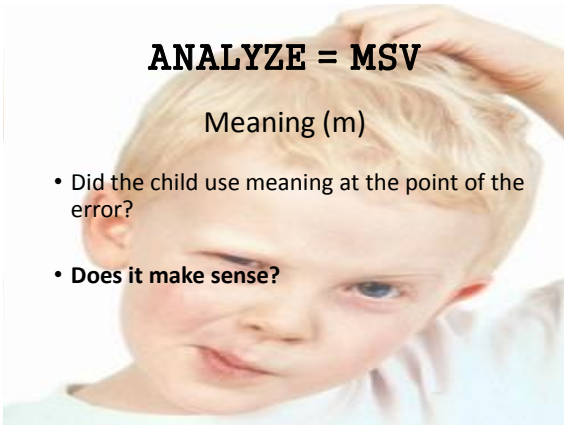 ANALYZE = MSV
Meaning (m)
• Did the child use meaning at the point of the
error?
• Does it make sense?